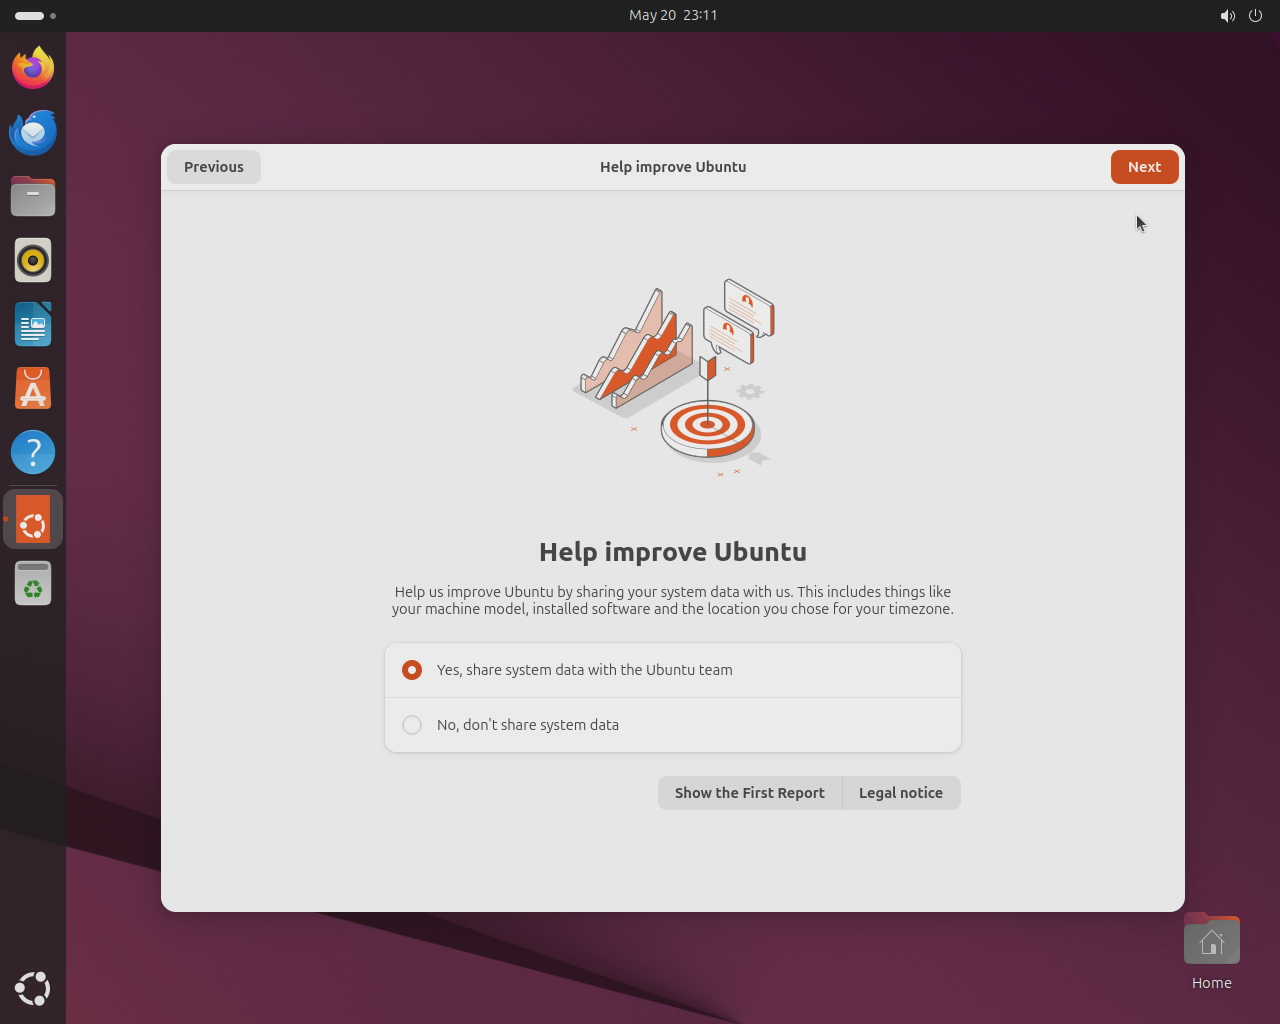 May 20 23:11
Previous
Help improve Ubuntu
Next
Help improve Ubuntu
Help us improve Ubuntu by sharing your system data with us. This includes things like
your machine model, installed software and the location you chose for your timezone.
Yes, share system data with the Ubuntu team
No, don't share system data
Show the First Report
Legal notice
Home